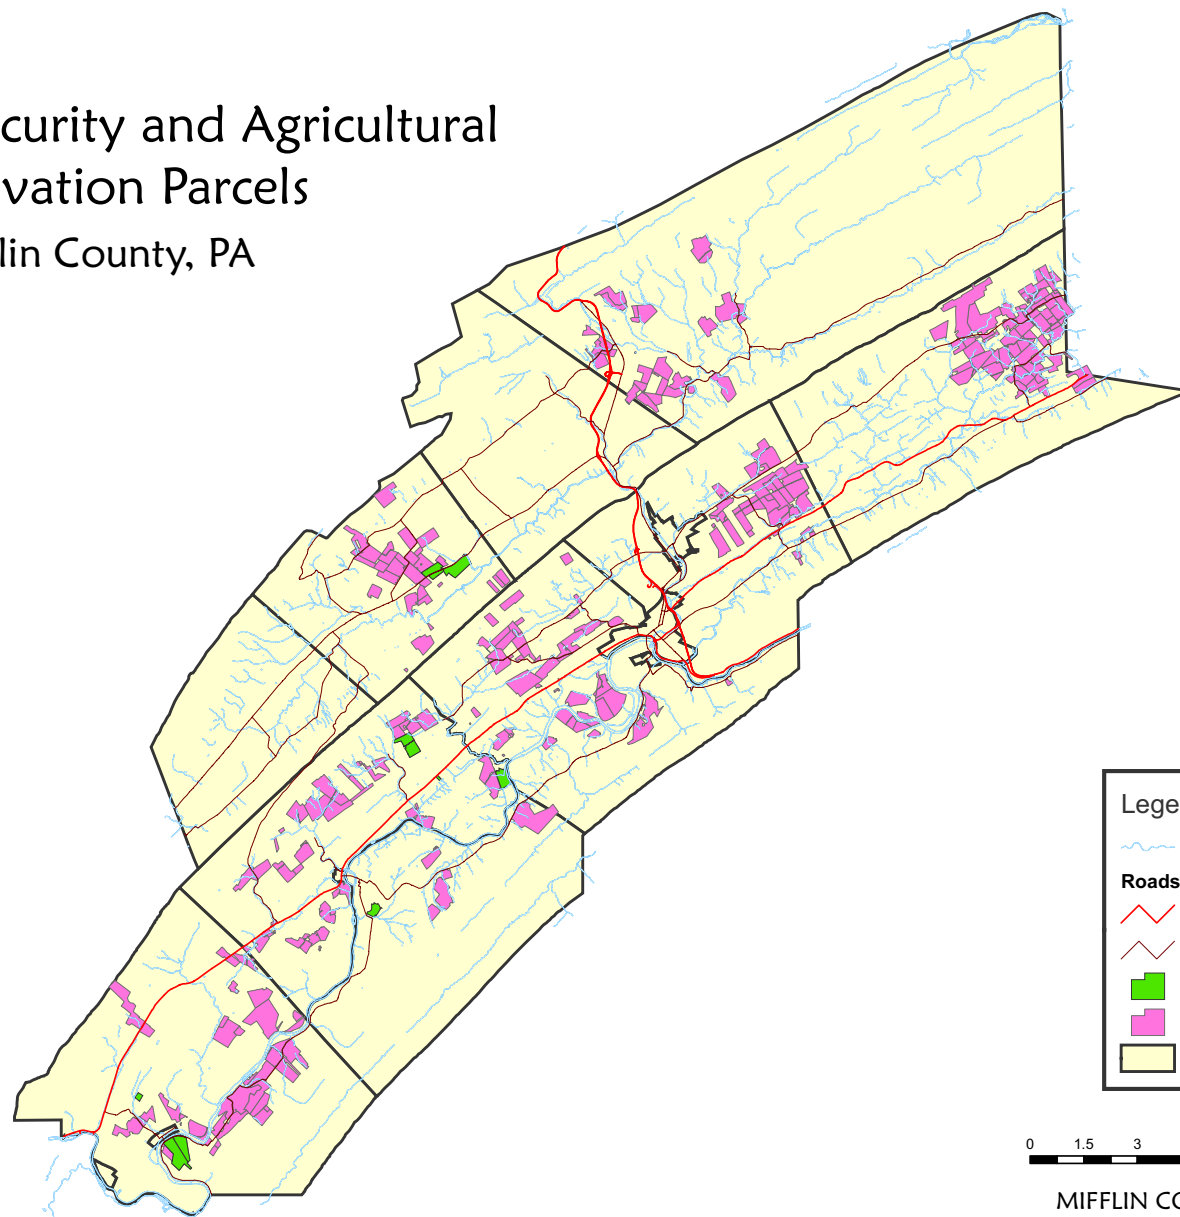 curity and Agricultural
vation Parcels
lin County, PA
Lege
Roads
0 1.5 3
MIFFLIN CO